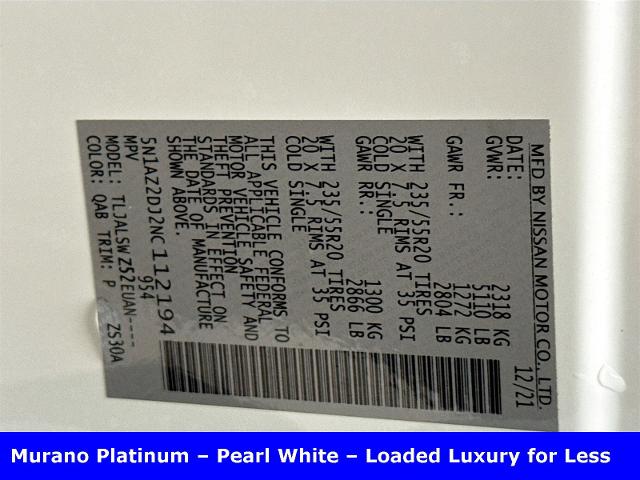 MFD BY NISSAN MOTOR CO., LTD.
DATE: 12/21
GVWR: 2318 KG
5110 LB
GAWR FR.: 1272 KG
2804 LB
WITH 235/55R20 TIRES
20 X 7.5 RIMS AT 35 PSI
COLD SINGLE
GAWR RR.: 1300 KG
2866 LB
WITH 235/55R20 TIRES
20 X 7.5 RIMS AT 35 PSI
COLD SINGLE
THIS VEHICLE CONFORMS TO
ALL APPLICABLE FEDERAL
MOTOR VEHICLE SAFETY AND
THEFT PREVENTION
STANDARDS IN EFFECT ON
THE DATE OF MANUFACTURE
SHOWN ABOVE.
5N1AZ2DJ2NC112194
MPV 954
MODEL: TLJALSWZ52EUAN----
COLOR: QAB TRIM: P ZS30A
Murano Platinum – Pearl White – Loaded Luxury for Less